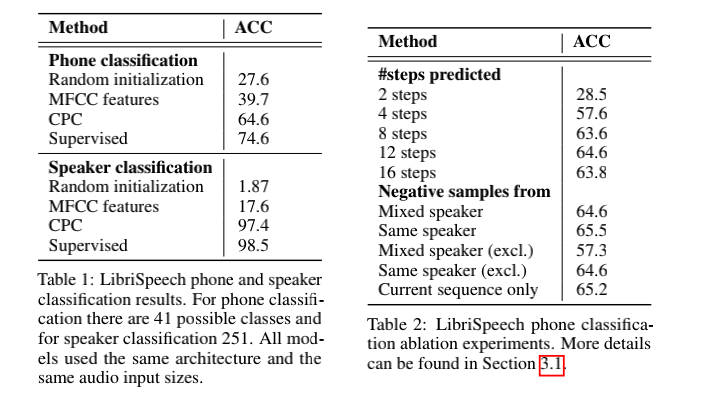 Method ACC
Phone classification
Random initialization 27.6
MFCC features 39.7
CPC 64.6
Supervised 74.6
Speaker classification
Random initialization 1.87
MFCC features 17.6
CPC 97.4
Supervised 98.5
Table 1: LibriSpeech phone and speaker
classification results. For phone classifi-
cation there are 41 possible classes and
for speaker classification 251. All mod-
els used the same architecture and the
same audio input sizes.
Method ACC
#steps predicted
2 steps 28.5
4 steps 57.6
8 steps 63.6
12 steps 64.6
16 steps 63.8
Negative samples from
Mixed speaker 64.6
Same speaker 65.5
Mixed speaker (excl.) 57.3
Same speaker (excl.) 64.6
Current sequence only 65.2
Table 2: LibriSpeech phone classifica-
tion ablation experiments. More details
can be found in Section 3.1.